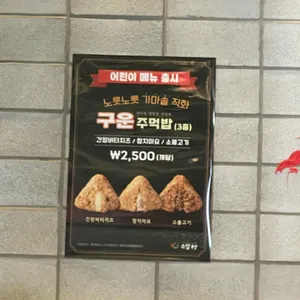 어린이 메뉴 출시
노릇노릇 가마솥 직화
구운 주먹밥 (3종)
간장버터치즈 / 참치마요 / 소불고기
₩2,500 (개당)
간장버터치즈 참치마요 소불고기